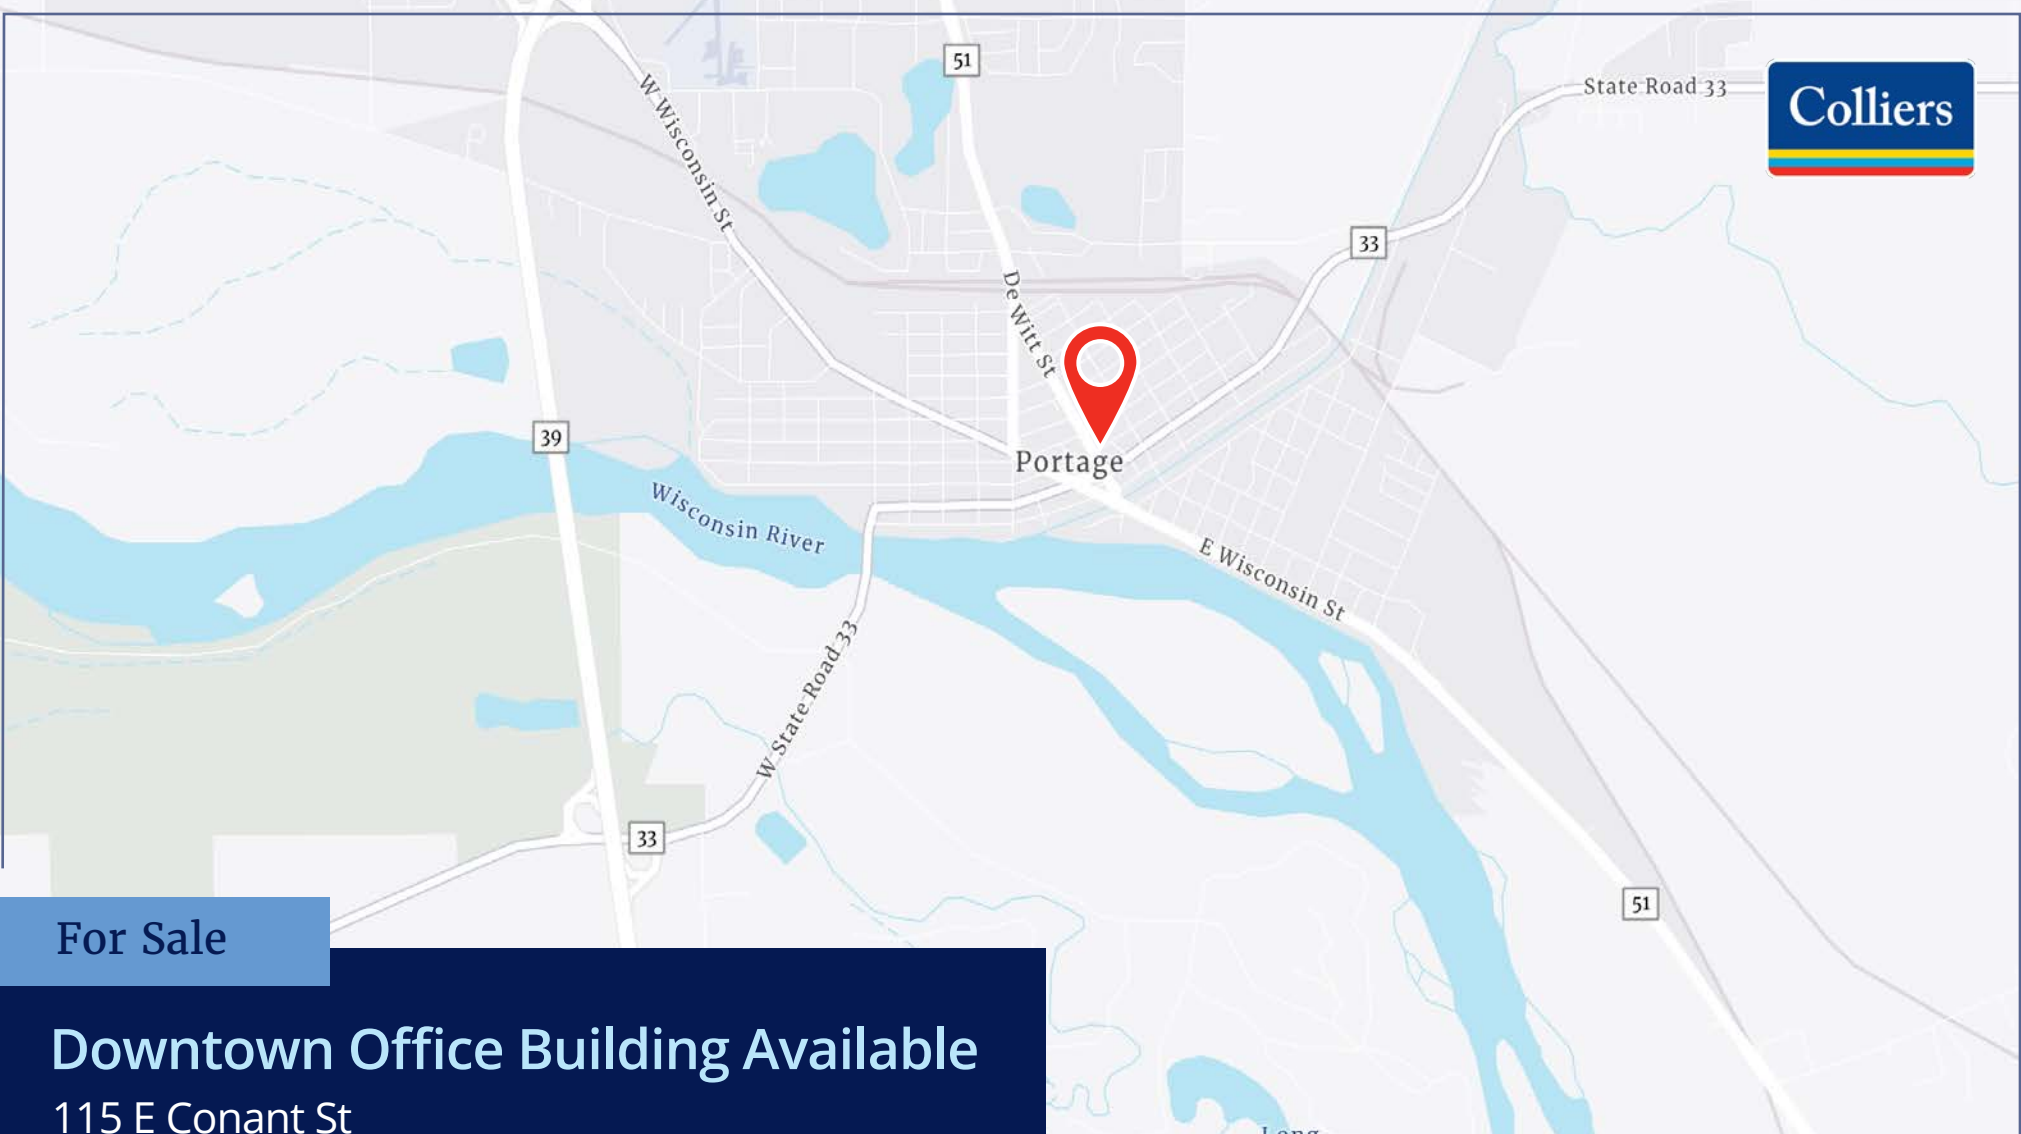 51
State Road 33
Colliers
W Wisconsin St
33
De Witt St
39
Portage
Wisconsin River
E Wisconsin St
W State Road 33
33
51
For Sale
Downtown Office Building Available
115 E Conant St
Long